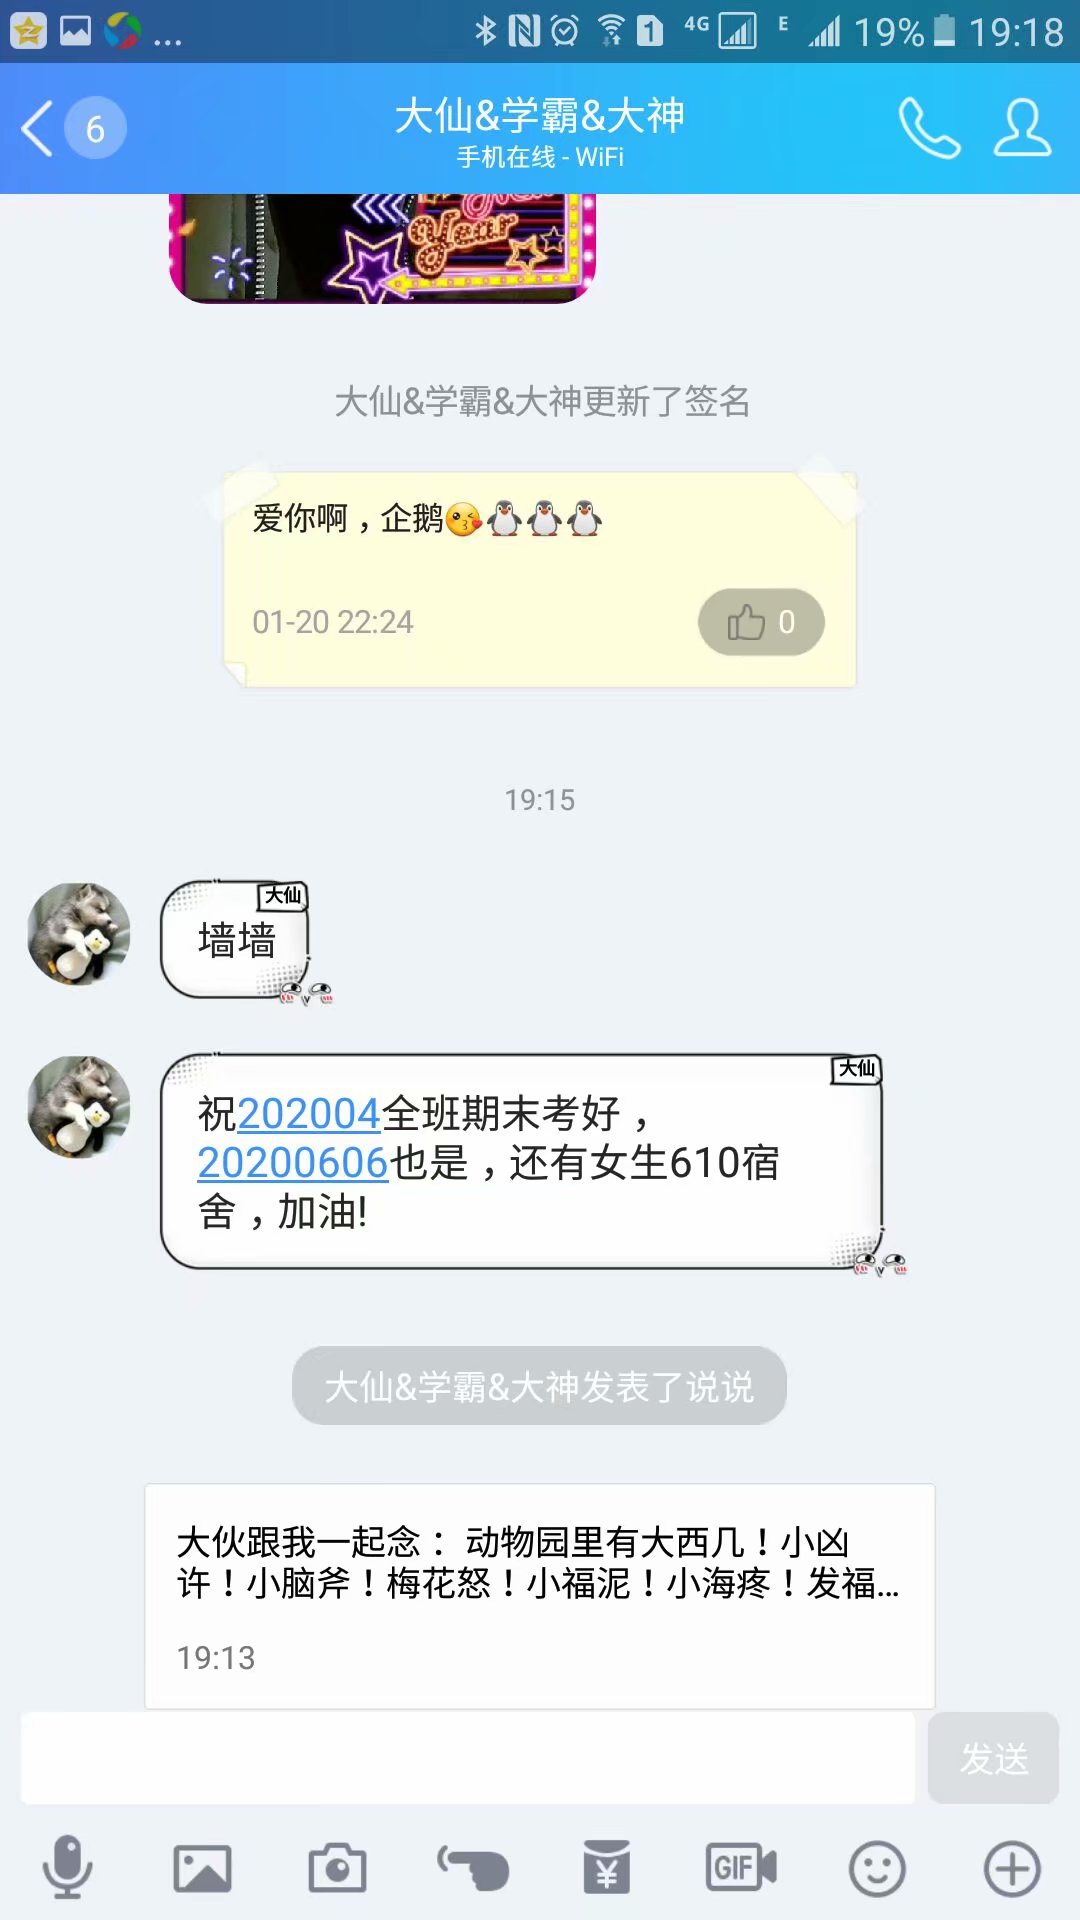 1 4G E 19% 19:18
6
大仙&学霸&大神
手机在线 - WiFi
Year
大仙&学霸&大神更新了签名
爱你啊，企鹅😘🐧🐧🐧
01-20 22:24
0
19:15
大仙
墙墙
大仙
祝202004全班期末考好，
20200606也是，还有女生610宿
舍，加油!
大仙&学霸&大神发表了说说
大伙跟我一起念： 动物园里有大西几！小凶
许！小脑斧！梅花怒！小福泥！小海疼！发福...
19:13
发送
GIF